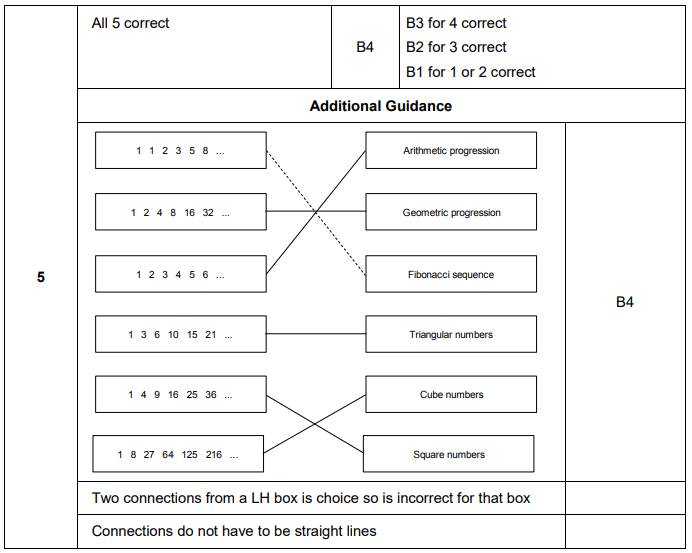 All 5 correct
B4
B3 for 4 correct
B2 for 3 correct
B1 for 1 or 2 correct
Additional Guidance
5
1 1 2 3 5 8 ...
Arithmetic progression
1 2 4 8 16 32 ...
Geometric progression
1 2 3 4 5 6 ...
Fibonacci sequence
B4
1 3 6 10 15 21 ...
Triangular numbers
1 4 9 16 25 36 ...
Cube numbers
1 8 27 64 125 216 ...
Square numbers
Two connections from a LH box is choice so is incorrect for that box
Connections do not have to be straight lines